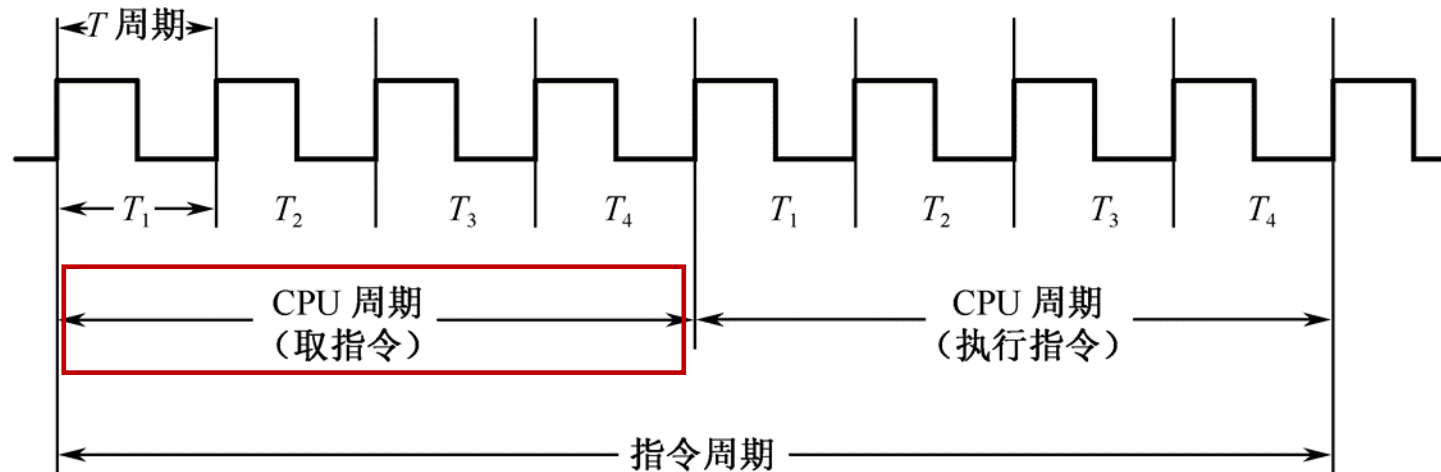 T 周期
T₁ T₂ T₃ T₄ T₁ T₂ T₃ T₄
CPU 周期
（取指令）
CPU 周期
（执行指令）
指令周期